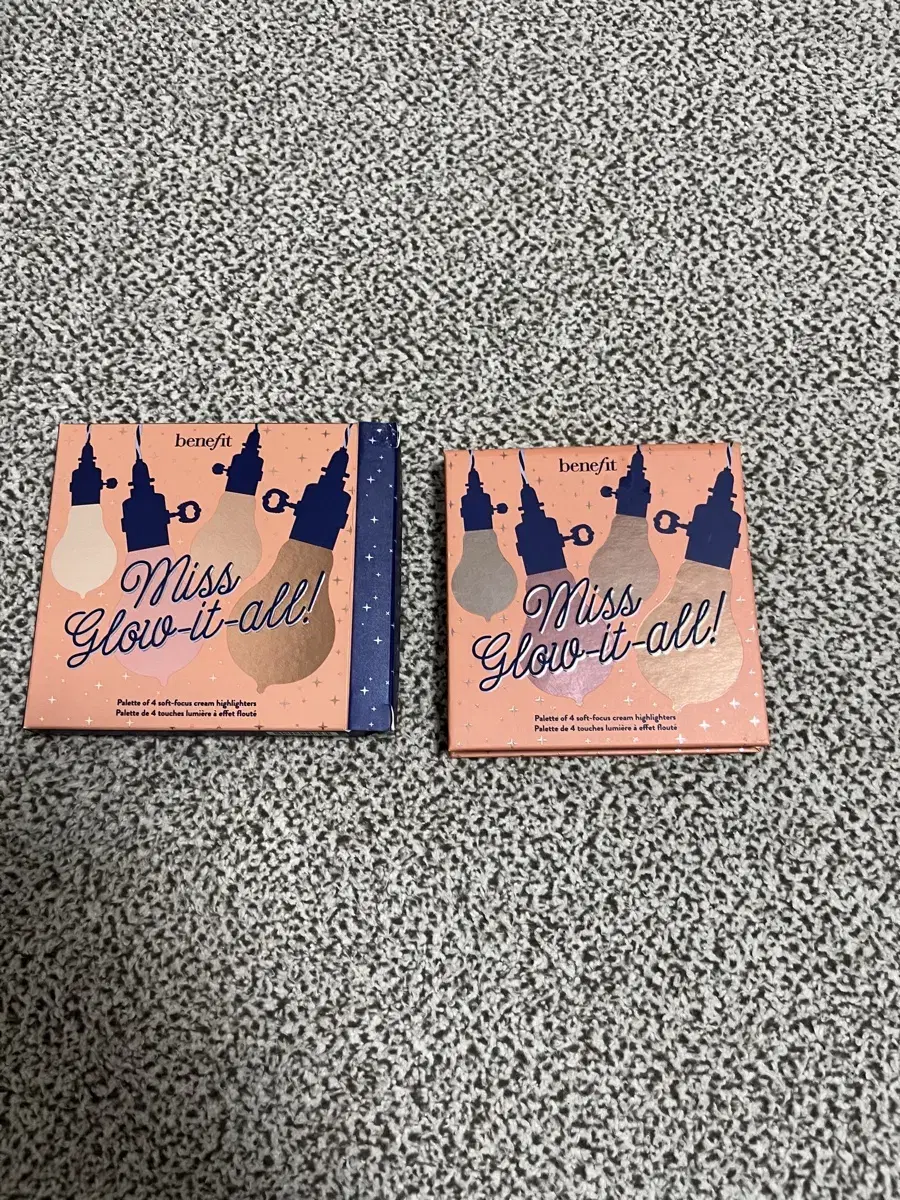 benefit
Miss
Glow-it-all!
Palette of 4 soft-focus cream highlighters
Palette de 4 touches lumière à effet flouté
benefit
Miss
Glow-it-all!
Palette of 4 soft-focus cream highlighters
Palette de 4 touches lumière à effet flouté